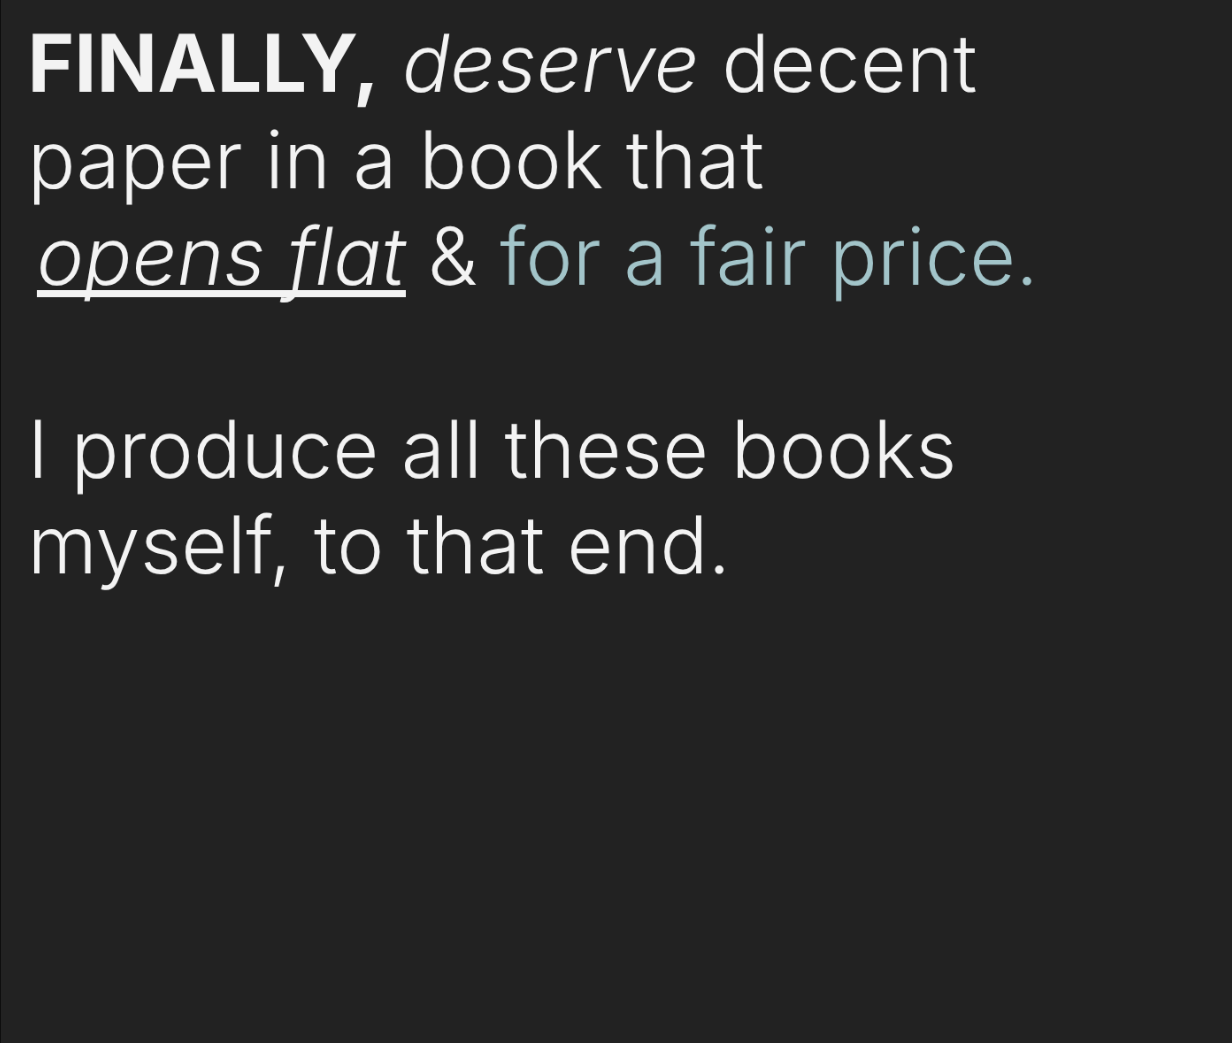 FINALLY, deserve decent
paper in a book that
opens flat & for a fair price.
I produce all these books
myself, to that end.